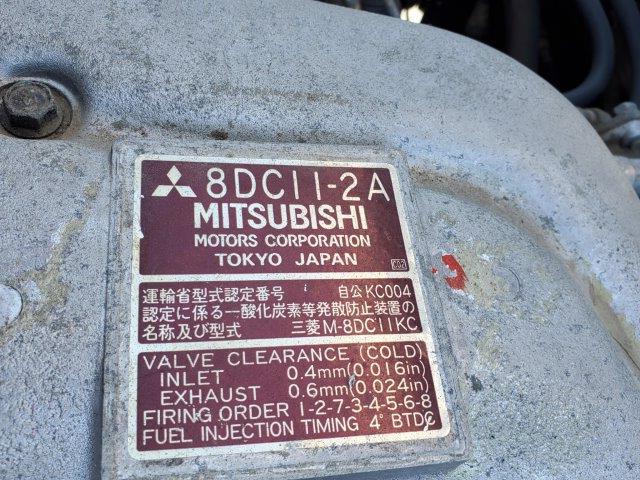 8DC11-2A
MITSUBISHI
MOTORS CORPORATION
TOKYO JAPAN
運輸省型式認定番号 自公KC004
認定に係る一酸化炭素等発散防止装置の
名称及び型式 三菱M-8DC11KC
VALVE CLEARANCE (COLD)
INLET 0.4mm(0.016in)
EXHAUST 0.6mm(0.024in)
FIRING ORDER 1-2-7-3-4-5-6-8
FUEL INJECTION TIMING 4° BTDC